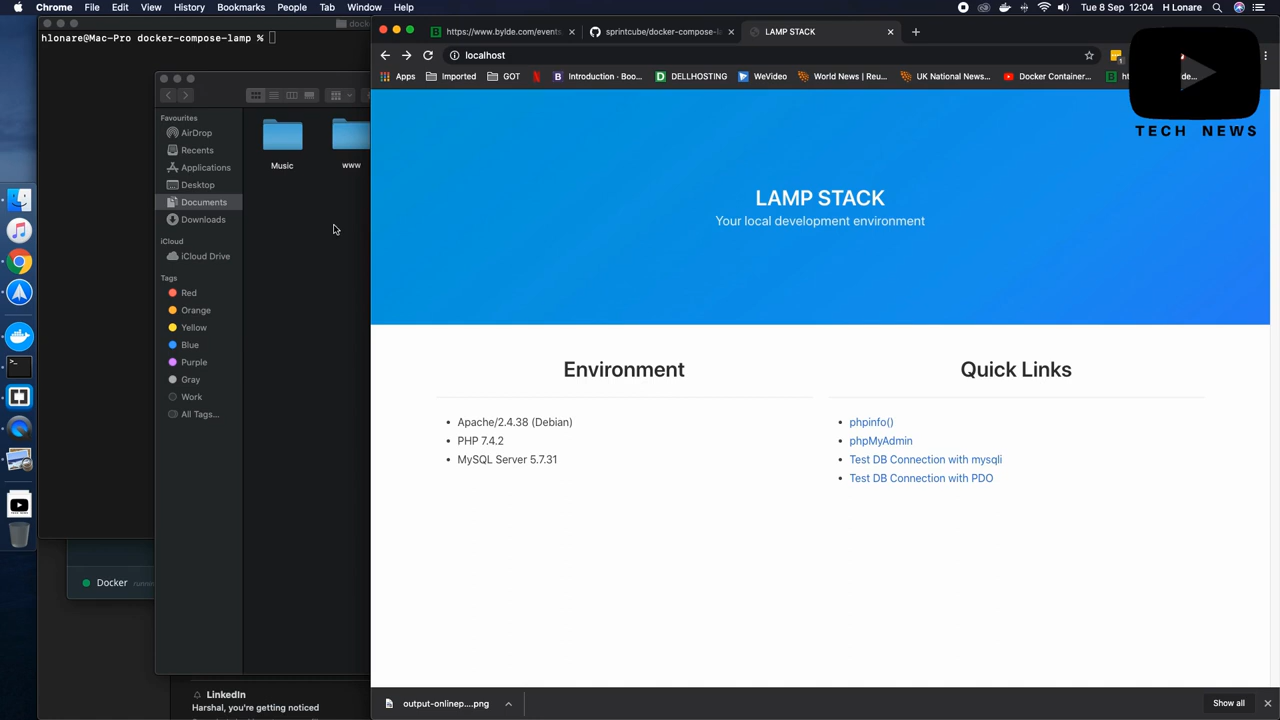 Chrome File Edit View History Bookmarks People Tab Window Help Tue 8 Sep 12:04 H Lonare
hlonare@Mac-Pro docker-compose-lamp %
Favourites
AirDrop
Recents
Applications
Desktop
Documents
Downloads
iCloud
iCloud Drive
Tags
Red
Orange
Yellow
Blue
Purple
Gray
Work
All Tags...
Music
www
Docker
LinkedIn
Harshal, you're getting noticed
https://www.bylde.com/events
sprintcube/docker-compose-l
LAMP STACK
localhost
Apps Imported GOT Introduction · Boo... DELLHOSTING WeVideo World News | Reu... UK National News... Docker Container...
TECH NEWS
LAMP STACK
Your local development environment
Environment
Apache/2.4.38 (Debian)
PHP 7.4.2
MySQL Server 5.7.31
Quick Links
phpinfo()
phpMyAdmin
Test DB Connection with mysqli
Test DB Connection with PDO
output-onlinep....png
Show all